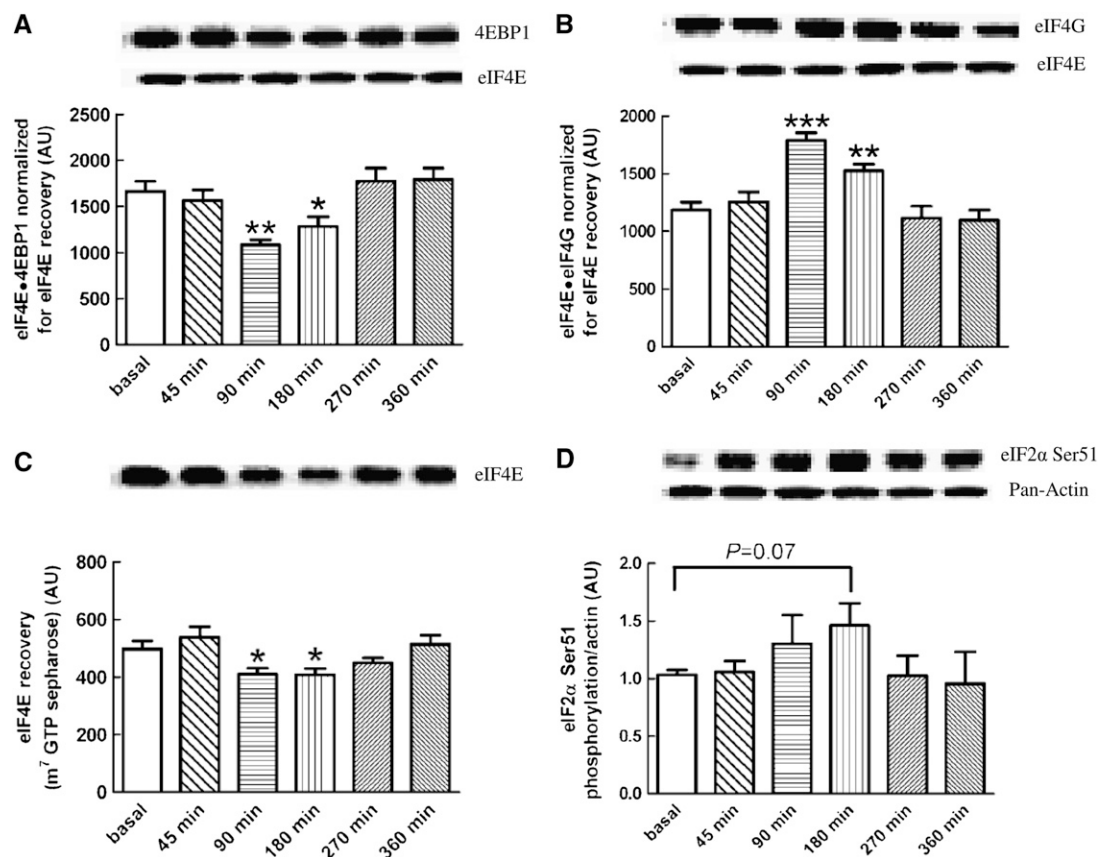 A
4EBP1
eIF4E
eIF4E●4EBP1 normalized
for eIF4E recovery (AU)
2500
2000
1500
1000
500
0
**
*
basal
45 min
90 min
180 min
270 min
360 min
B
eIF4G
eIF4E
eIF4E●eIF4G normalized
for eIF4E recovery (AU)
2000
1500
1000
500
0
***
**
basal
45 min
90 min
180 min
270 min
360 min
C
eIF4E
eIF4E recovery
(m⁷ GTP sepharose) (AU)
800
600
400
200
0
*
*
basal
45 min
90 min
180 min
270 min
360 min
D
eIF2α Ser51
Pan-Actin
eIF2α Ser51
phosphorylation/actin (AU)
P=0.07
2.0
1.5
1.0
0.5
0.0
basal
45 min
90 min
180 min
270 min
360 min